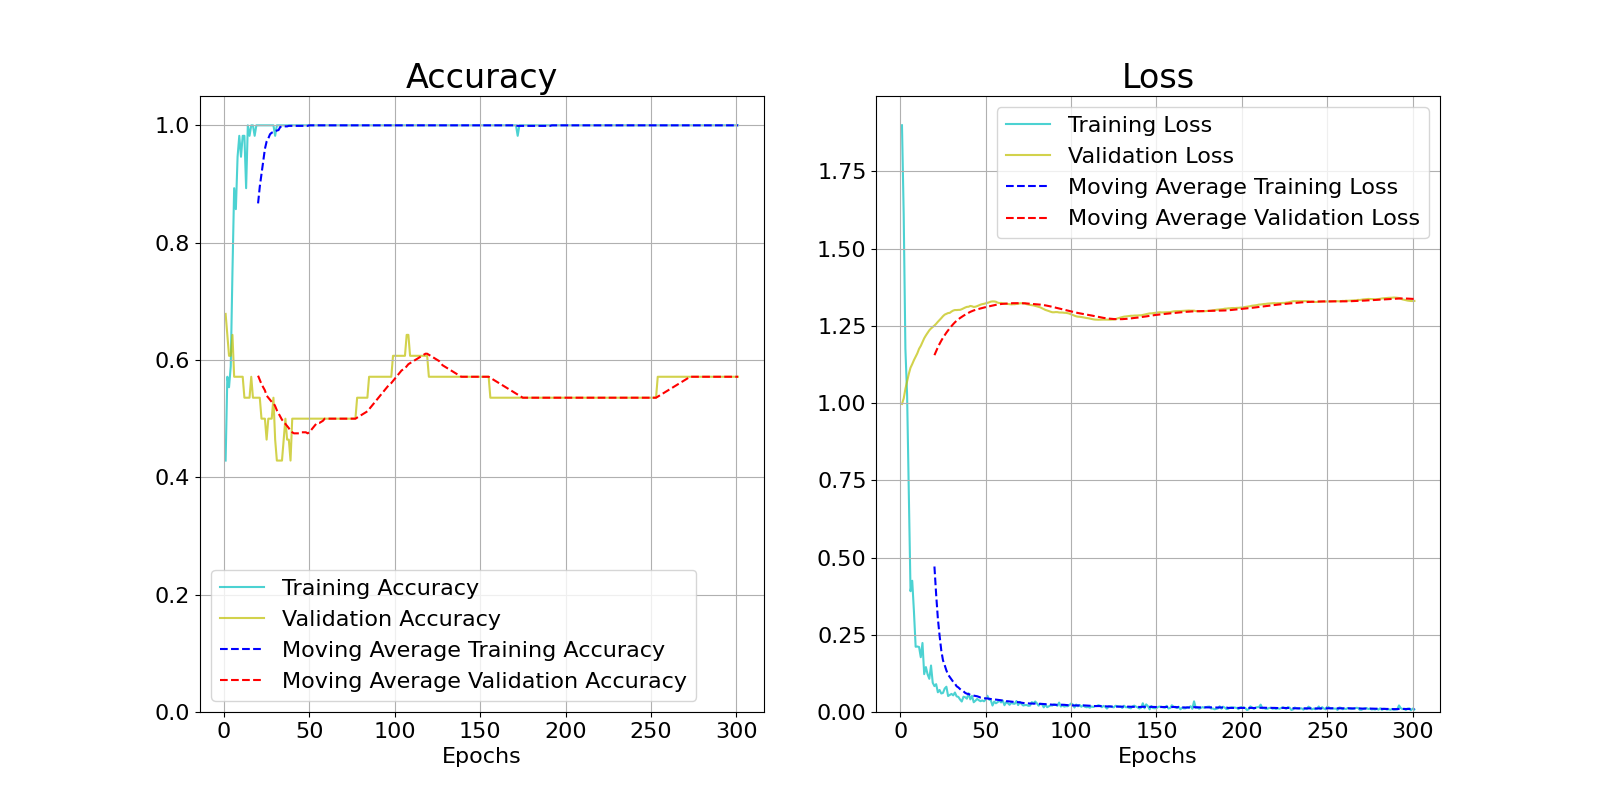 Accuracy
1.0
0.8
0.6
0.4
0.2
0.0
Training Accuracy
Validation Accuracy
Moving Average Training Accuracy
Moving Average Validation Accuracy
0 50 100 150 200 250 300
Epochs
Loss
1.75
1.50
1.25
1.00
0.75
0.50
0.25
0.00
Training Loss
Validation Loss
Moving Average Training Loss
Moving Average Validation Loss
0 50 100 150 200 250 300
Epochs